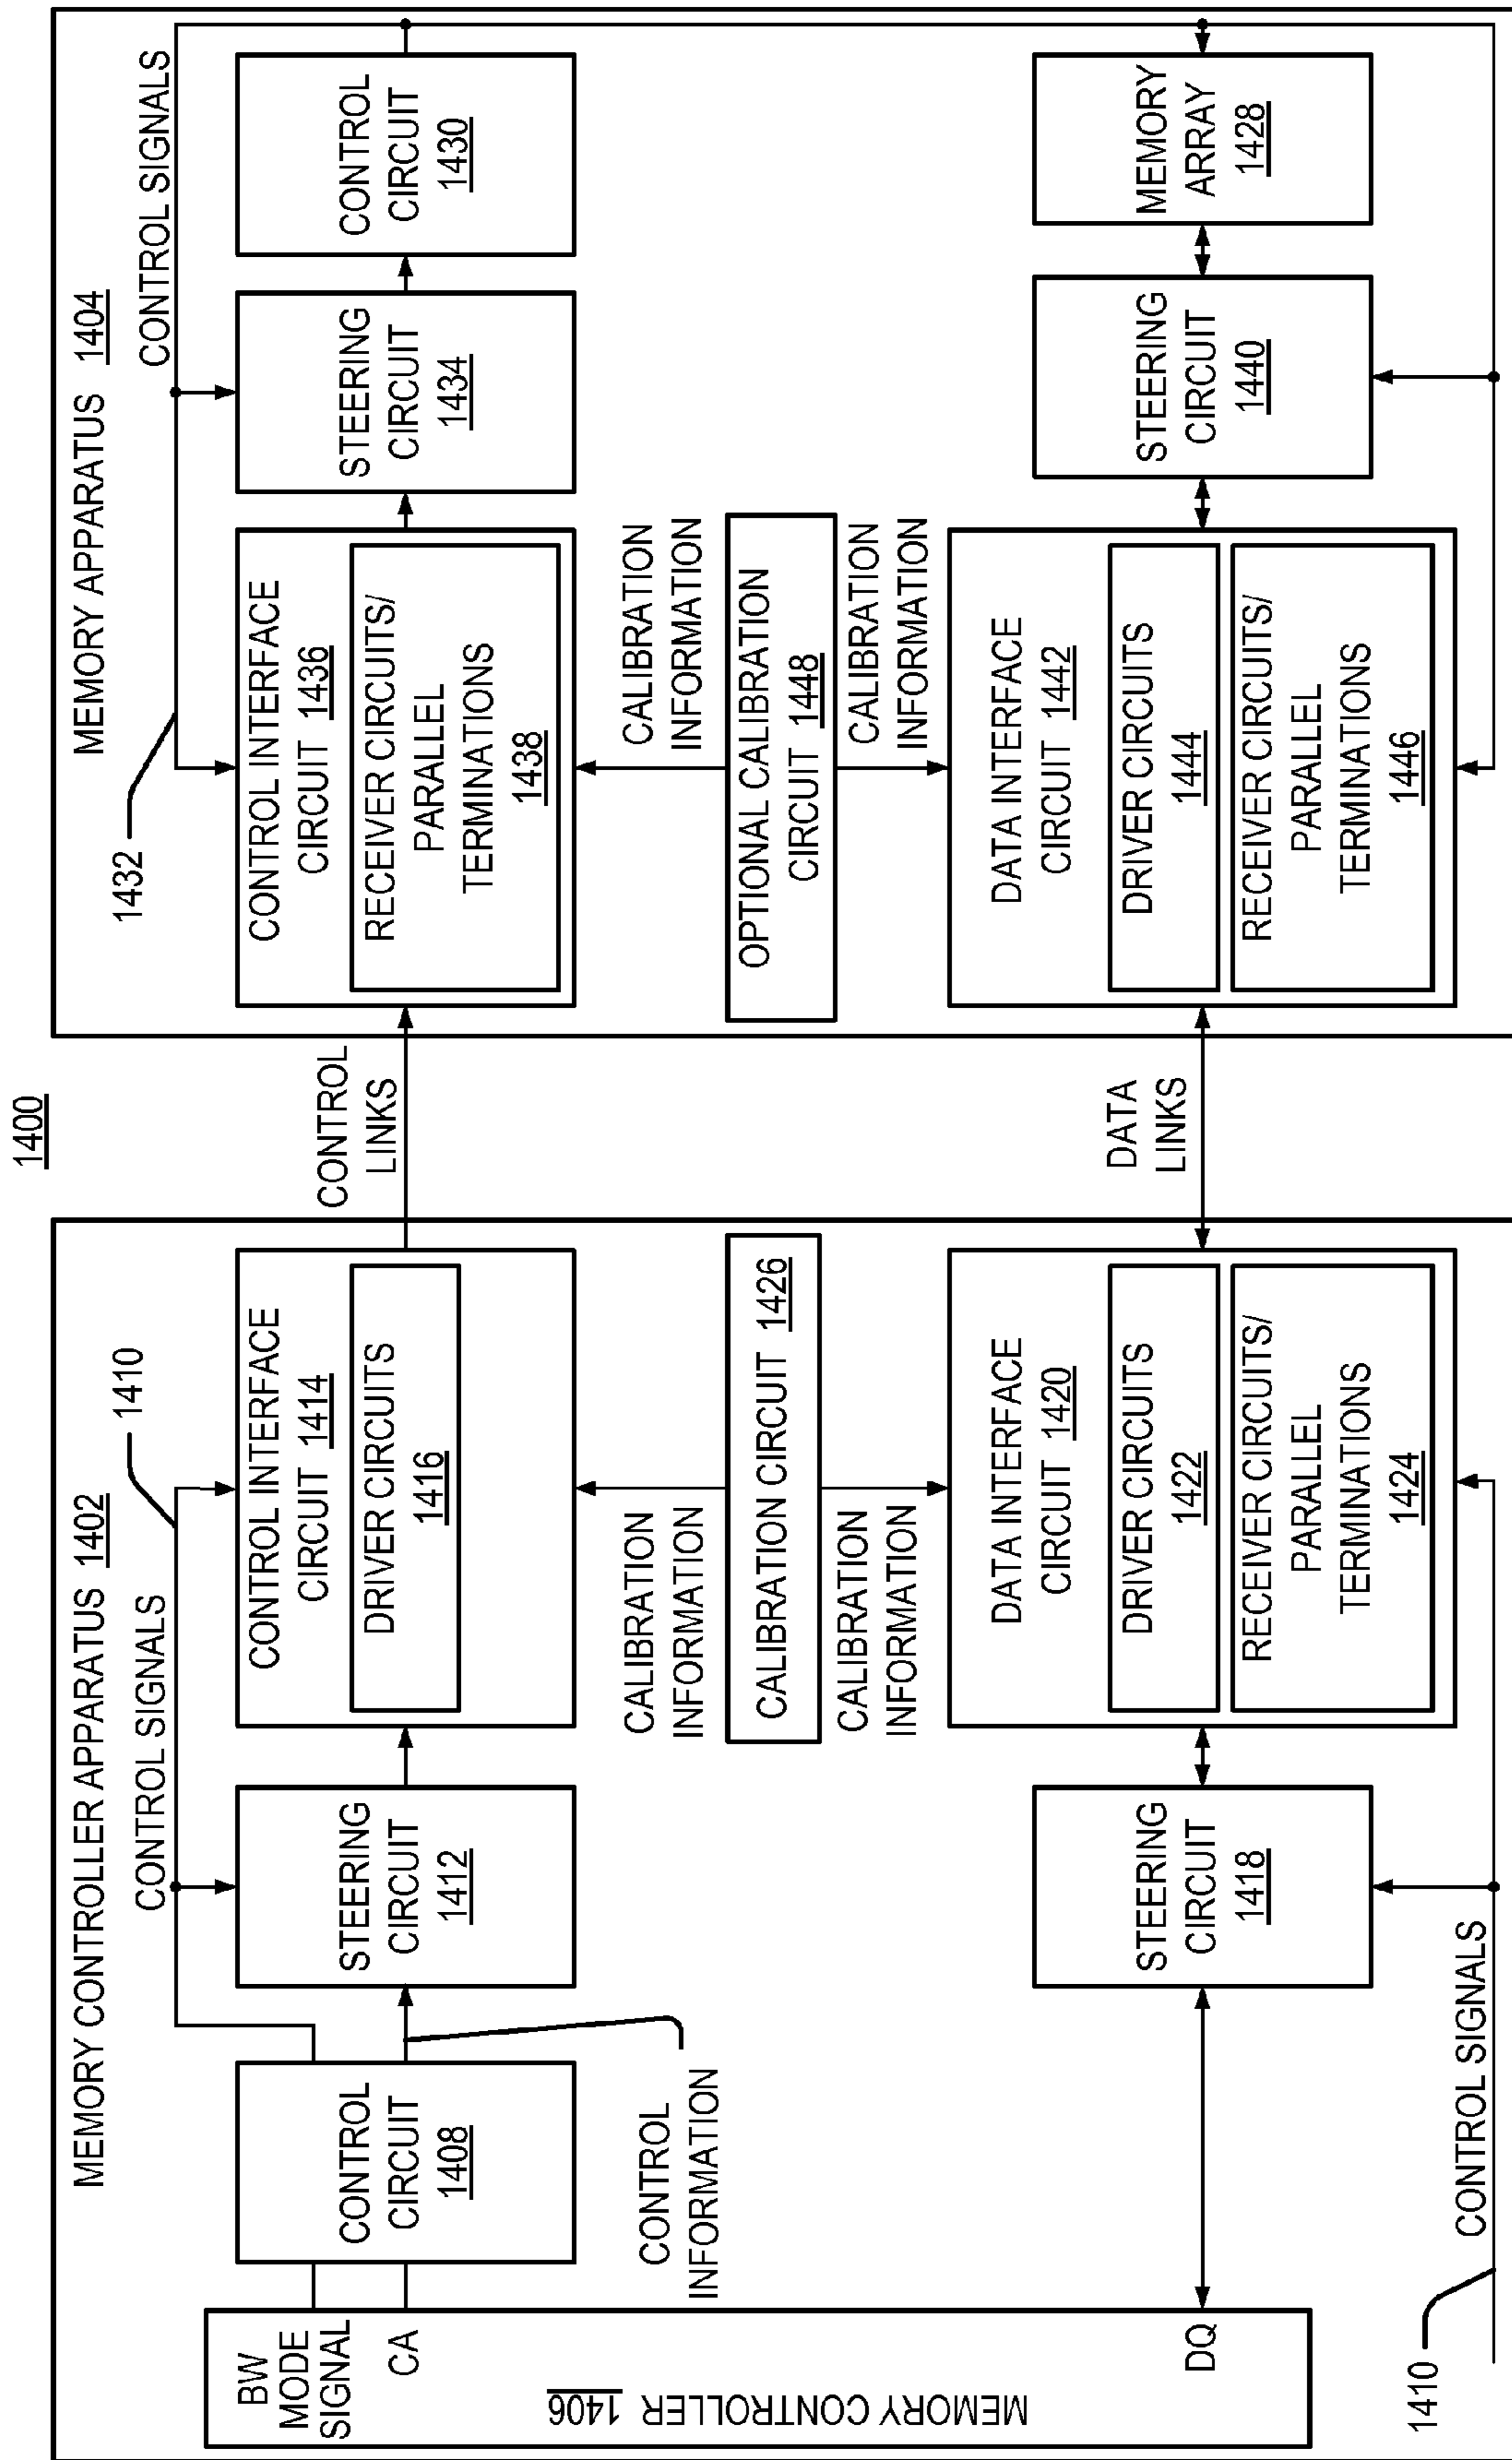 1400
MEMORY CONTROLLER APPARATUS 1402
CONTROL SIGNALS
1410
BW
MODE
SIGNAL
CA
DQ
MEMORY CONTROLLER 1406
CONTROL
CIRCUIT
1408
CONTROL
INFORMATION
STEERING
CIRCUIT
1412
CONTROL INTERFACE
CIRCUIT 1414
DRIVER CIRCUITS
1416
CALIBRATION
INFORMATION
CALIBRATION CIRCUIT 1426
CALIBRATION
INFORMATION
STEERING
CIRCUIT
1418
DATA INTERFACE
CIRCUIT 1420
DRIVER CIRCUITS
1422
RECEIVER CIRCUITS/
PARALLEL
TERMINATIONS
1424
1410
CONTROL SIGNALS
CONTROL
LINKS
DATA
LINKS
MEMORY APPARATUS 1404
CONTROL SIGNALS
1432
CONTROL INTERFACE
CIRCUIT 1436
RECEIVER CIRCUITS/
PARALLEL
TERMINATIONS
1438
STEERING
CIRCUIT
1434
CONTROL
CIRCUIT
1430
CALIBRATION
INFORMATION
OPTIONAL CALIBRATION
CIRCUIT 1448
CALIBRATION
INFORMATION
DATA INTERFACE
CIRCUIT 1442
DRIVER CIRCUITS
1444
RECEIVER CIRCUITS/
PARALLEL
TERMINATIONS
1446
STEERING
CIRCUIT
1440
MEMORY
ARRAY
1428